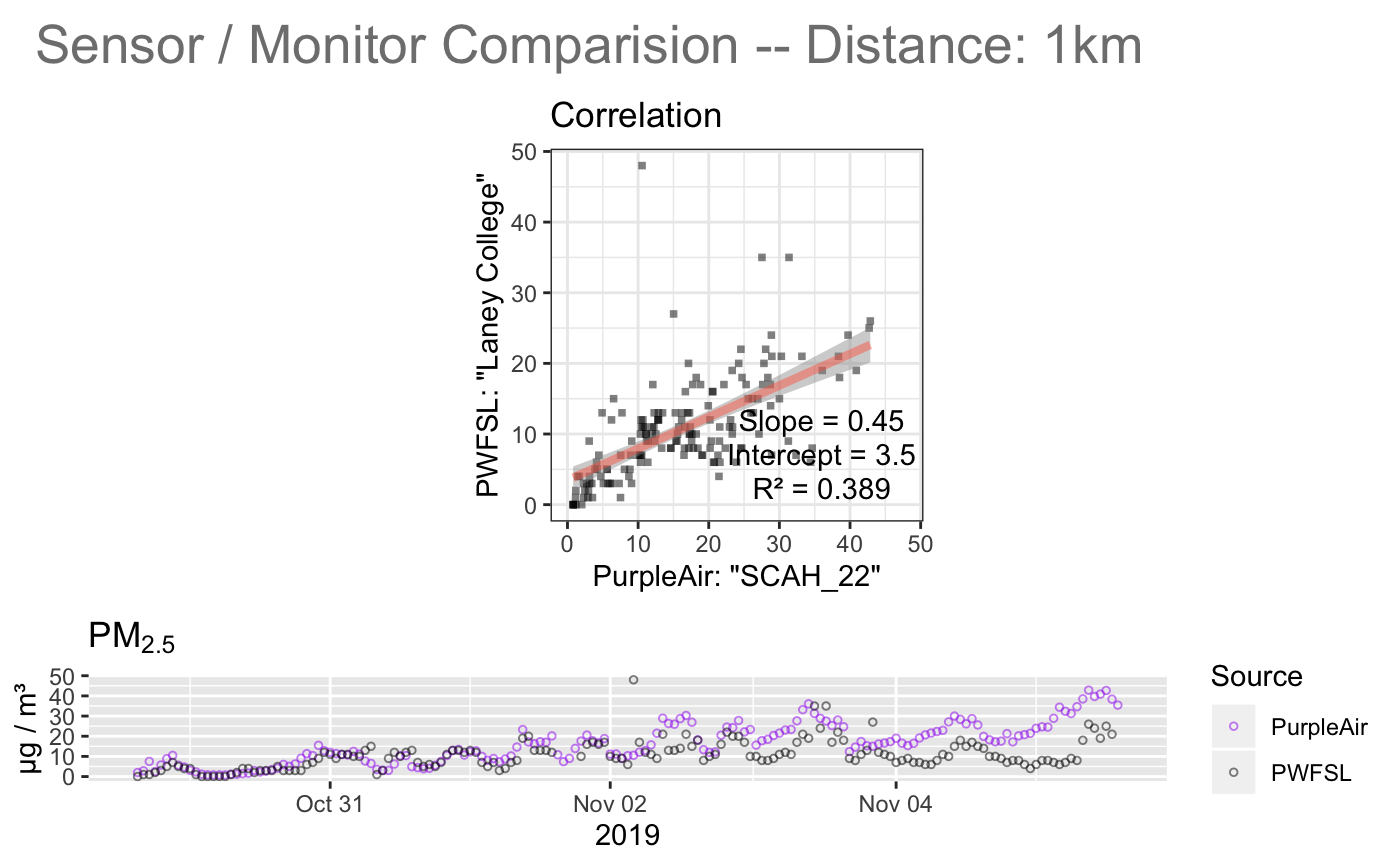 Sensor / Monitor Comparision -- Distance: 1km
Correlation
50
40
30
20
10
0
PWFSL: "Laney College"
Slope = 0.45
Intercept = 3.5
R² = 0.389
0 10 20 30 40 50
PurpleAir: "SCAH_22"
PM2.5
50
40
30
20
10
0
µg / m³
Oct 31 Nov 02 Nov 04
2019
Source
PurpleAir
PWFSL